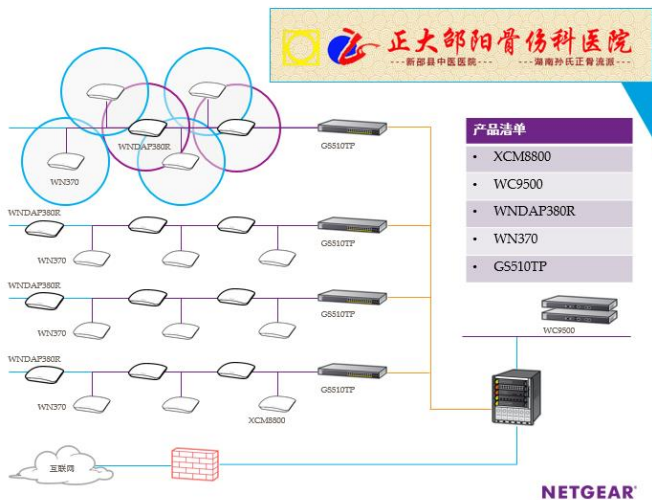 正大邵阳骨伤科医院
---新邵县中医医院--- ---湖南孙氏正骨流派---
WNDAP380R
GS510TP
WN370
产品清单
• XCM8800
• WC9500
• WNDAP380R
• WN370
• GS510TP
WNDAP380R
GS510TP
WN370
WNDAP380R
GS510TP
WN370
WC9500
WNDAP380R
GS510TP
WN370
XCM8800
互联网
NETGEAR®